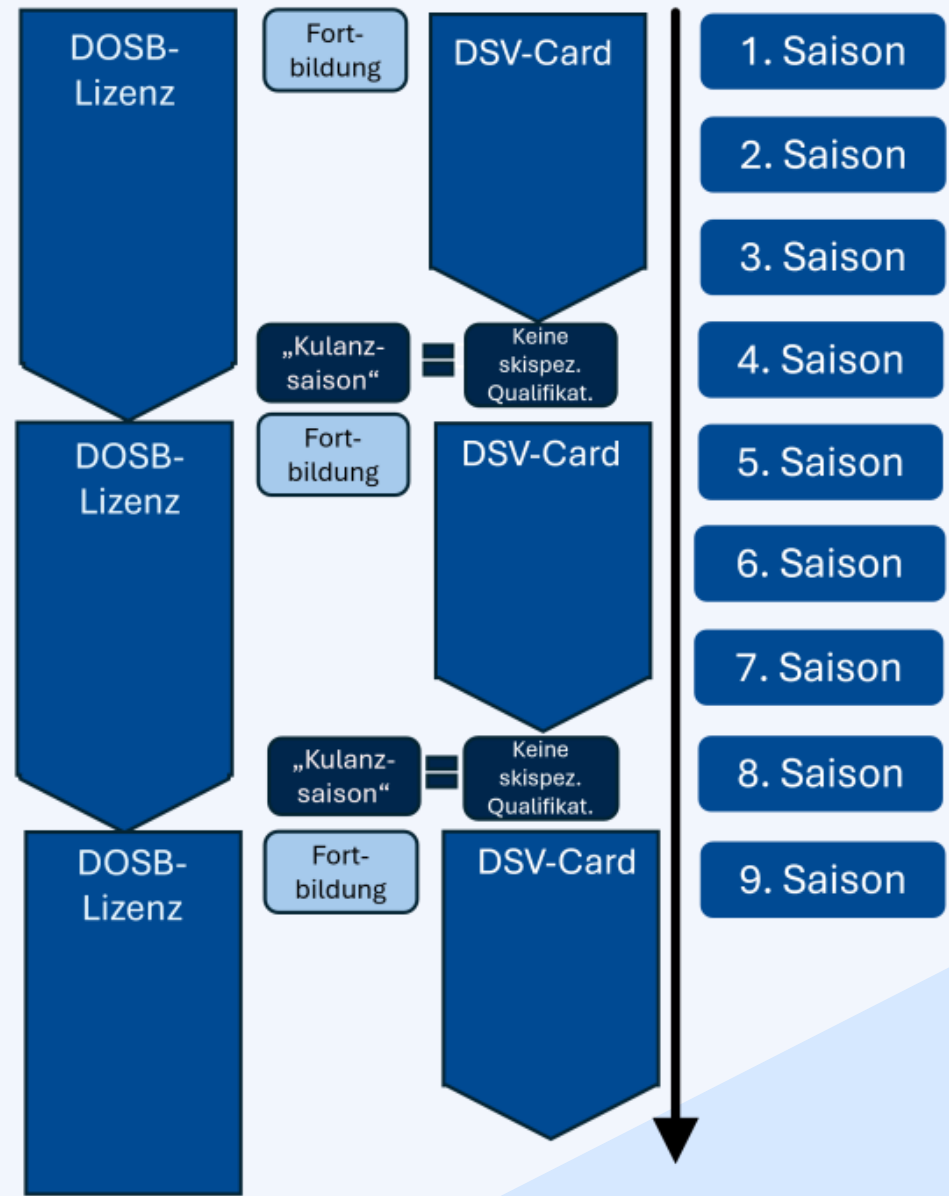 DOSB-
Lizenz
Fort-
bildung
DSV-Card
1. Saison
2. Saison
3. Saison
„Kulanz-
saison“
=
Keine
skispez.
Qualifikat.
4. Saison
DOSB-
Lizenz
Fort-
bildung
DSV-Card
5. Saison
6. Saison
7. Saison
„Kulanz-
saison“
=
Keine
skispez.
Qualifikat.
8. Saison
DOSB-
Lizenz
Fort-
bildung
DSV-Card
9. Saison